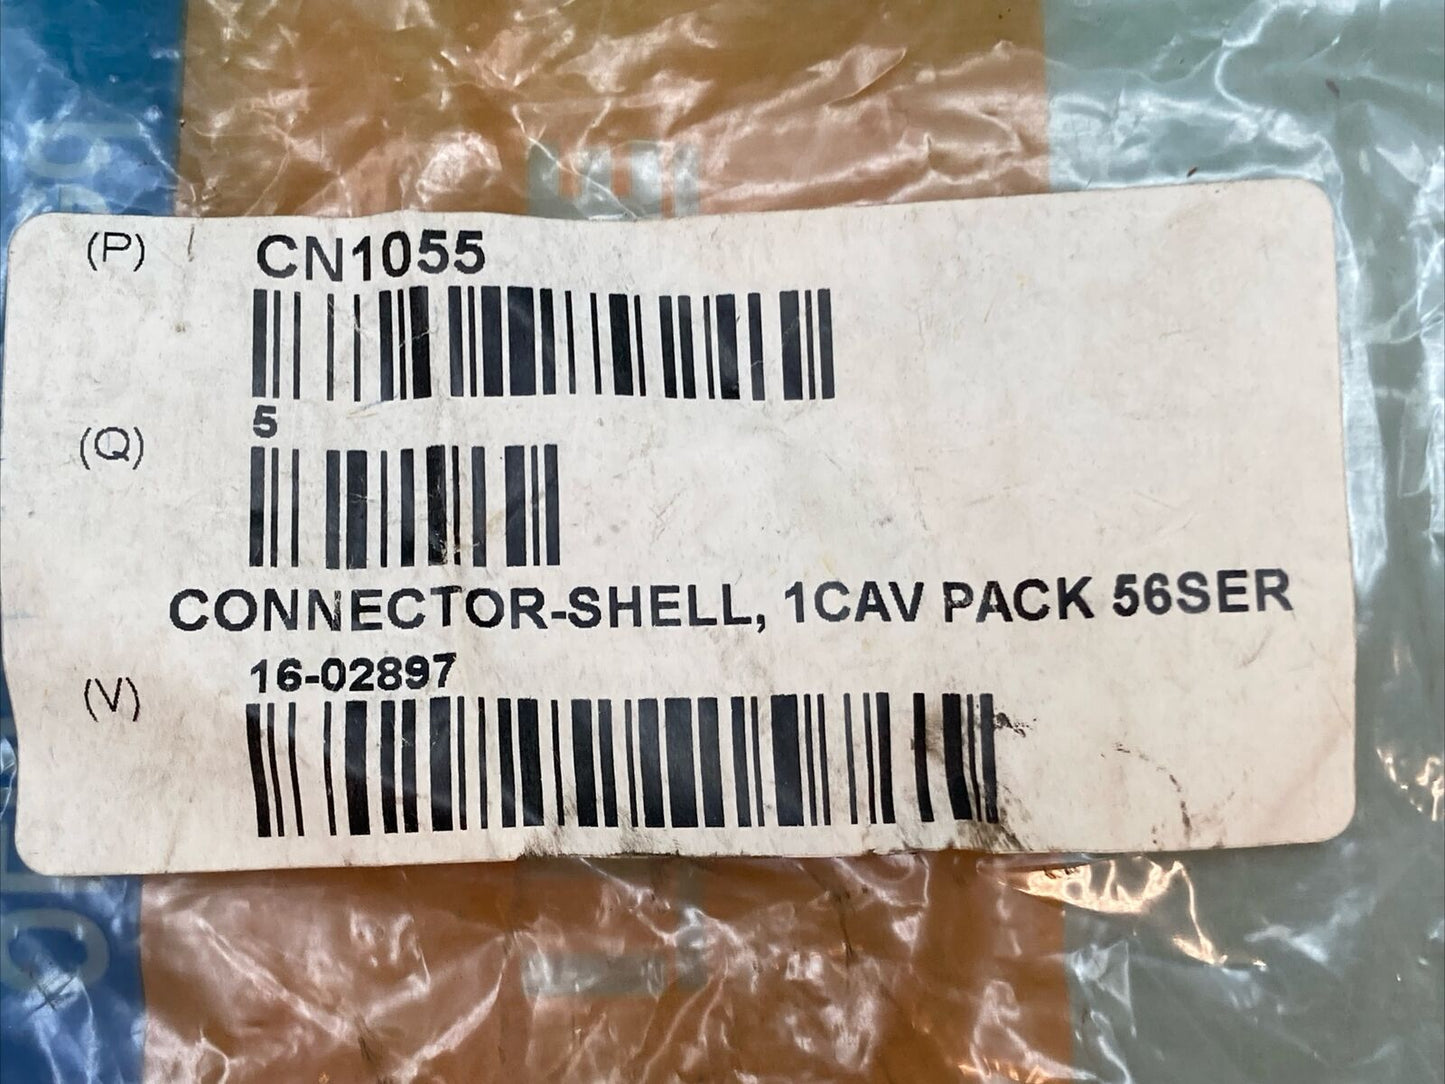 (P) CN1055
(Q) 5
CONNECTOR-SHELL, 1CAV PACK 56SER
(V) 16-02897